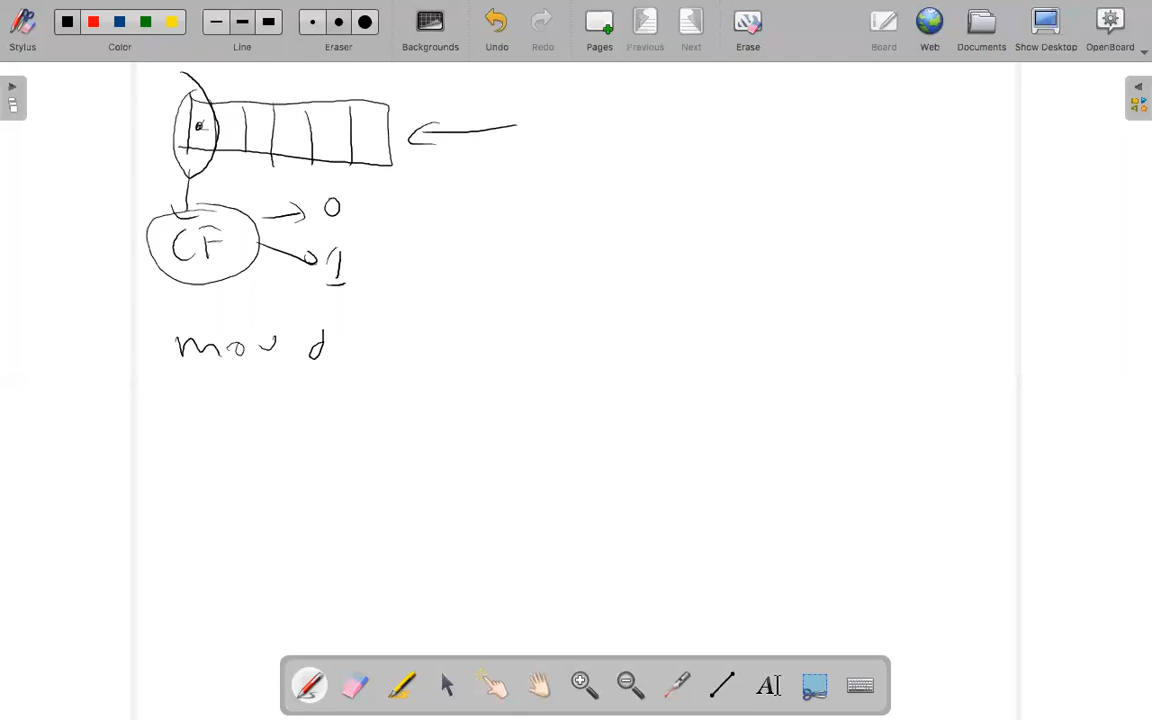 Stylus Color Line Eraser Backgrounds Undo Redo Pages Previous Next Erase Board Web Documents Show Desktop OpenBoard
0
CF
1
mov d